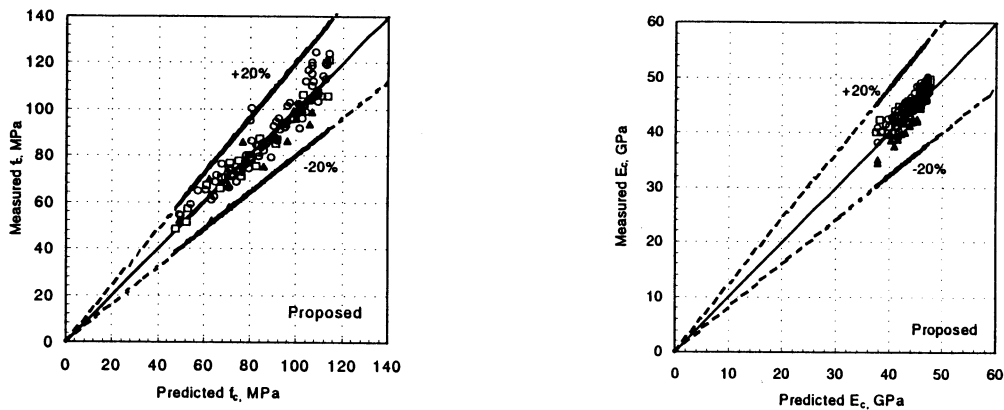 140
120
100
80
60
40
20
0
Measured fc, MPa
+20%
-20%
Proposed
0 20 40 60 80 100 120 140
Predicted fc, MPa
60
50
40
30
20
10
0
Measured Ec, GPa
+20%
-20%
Proposed
0 10 20 30 40 50 60
Predicted Ec, GPa